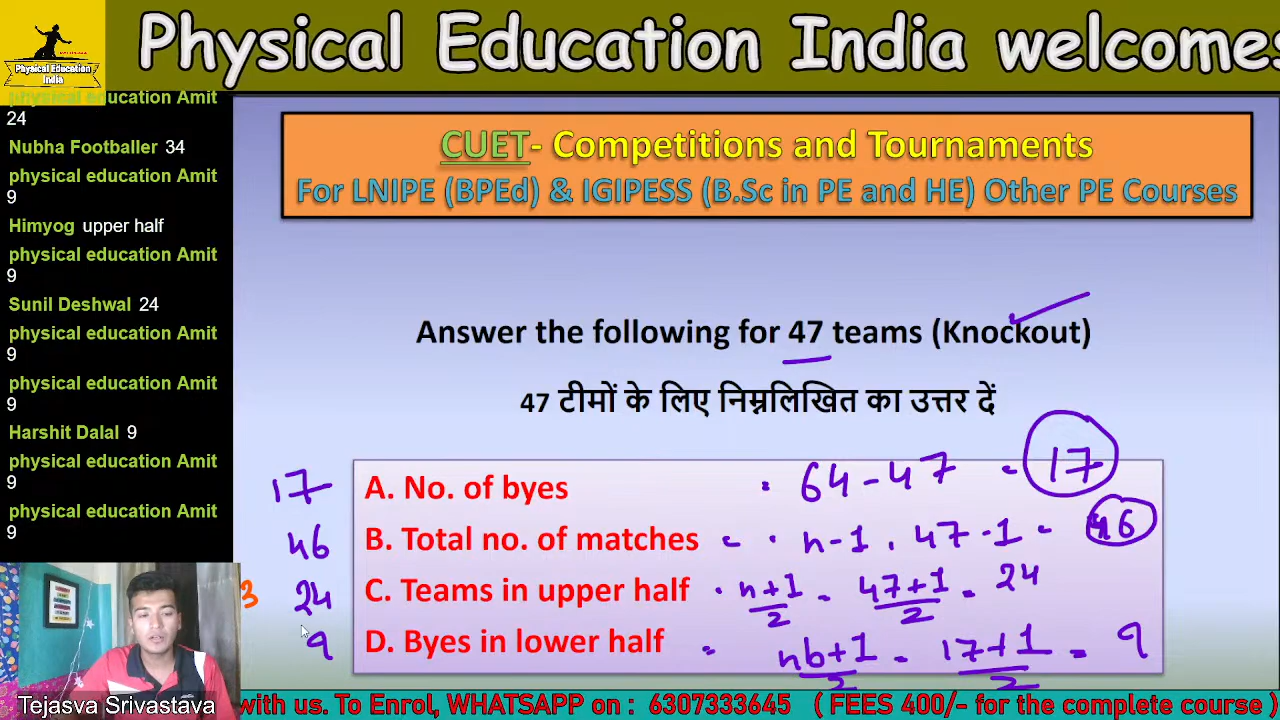 Physical Education India welcomes
Physical Education
India
physical education Amit
24
Nubha Footballer 34
physical education Amit
9
Himyog upper half
physical education Amit
9
Sunil Deshwal 24
physical education Amit
9
physical education Amit
9
Harshit Dalal 9
physical education Amit
9
physical education Amit
9
CUET- Competitions and Tournaments
For LNIPE (BPEd) & IGIPESS (B.Sc in PE and HE) Other PE Courses
Answer the following for 47 teams (Knockout)
47 टीमों के लिए निम्नलिखित का उत्तर दें
17 A. No. of byes 64-47 = 17
46 B. Total no. of matches = n-1 . 47-1 = 46
3 24 C. Teams in upper half . n+1/2 = 47+1/2 = 24
9 D. Byes in lower half = nb+1/2 = 17+1/2 = 9
Tejasva Srivastava
with us. To Enrol, WHATSAPP on : 6307333645 ( FEES 400/- for the complete course )